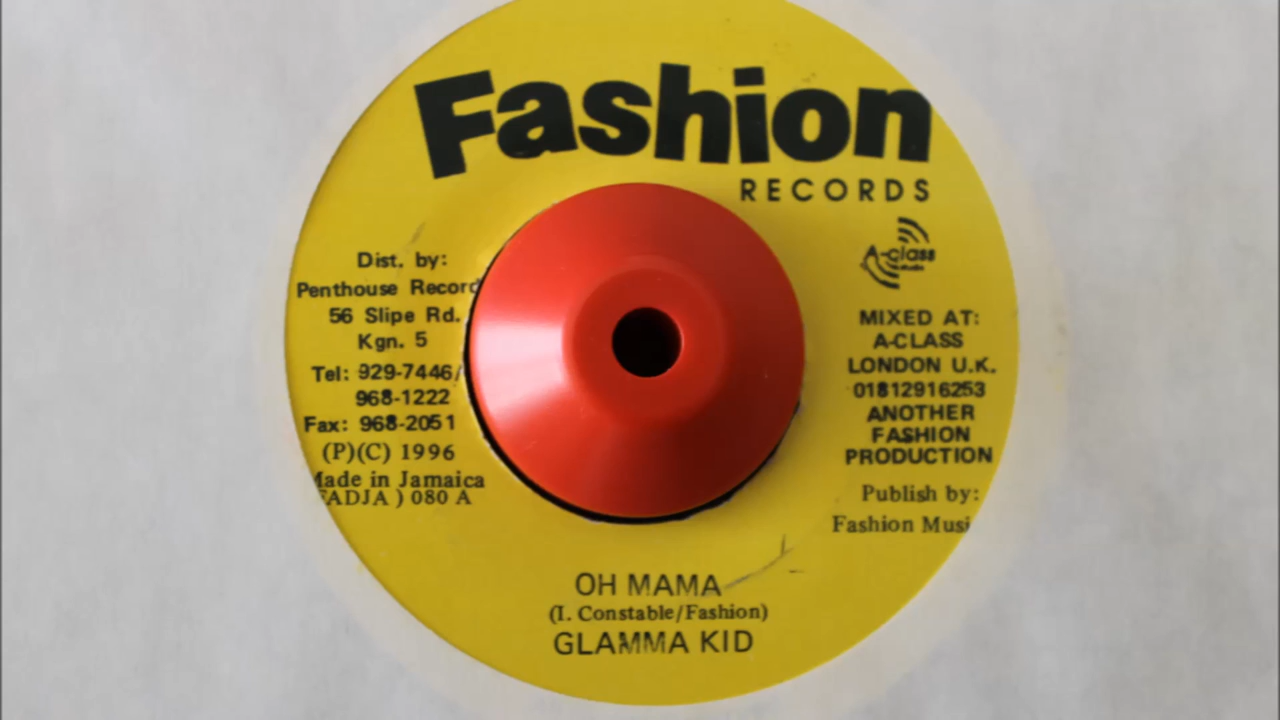 Fashion
RECORDS
Dist. by:
Penthouse Record
56 Slipe Rd.
Kgn. 5
Tel: 929-7446/
968-1222
Fax: 968-2051
(P)(C) 1996
Made in Jamaica
FADJA ) 080 A
A-class
MIXED AT:
A-CLASS
LONDON U.K.
01812916253
ANOTHER
FASHION
PRODUCTION
Publish by:
Fashion Musi
OH MAMA
(I. Constable/Fashion)
GLAMMA KID